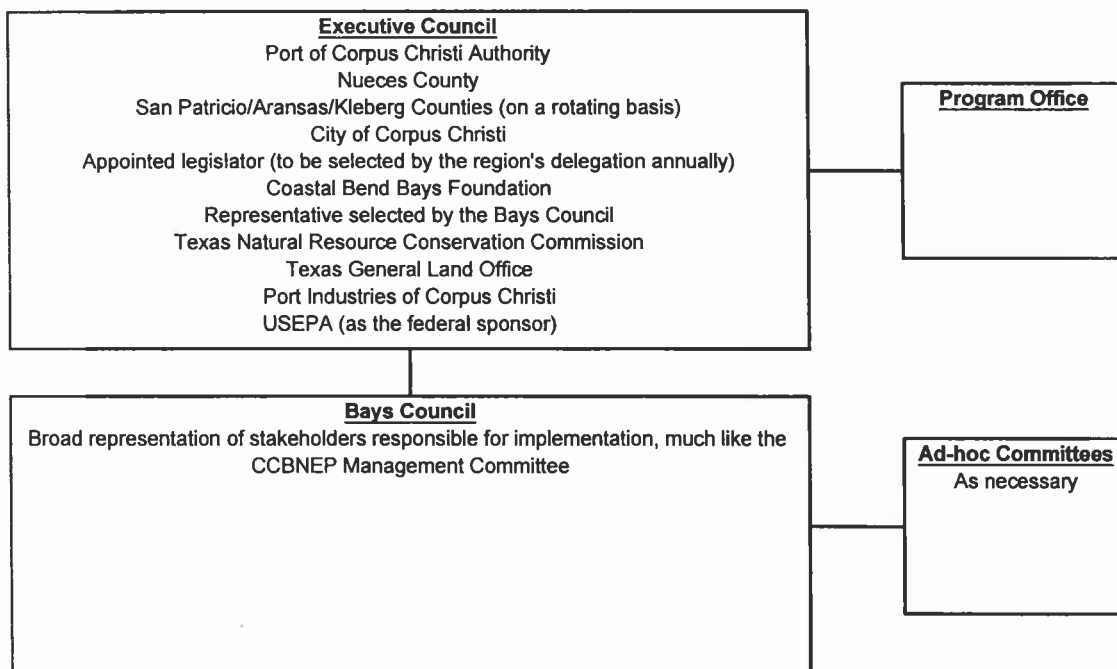 Executive Council
Port of Corpus Christi Authority
Nueces County
San Patricio/Aransas/Kleberg Counties (on a rotating basis)
City of Corpus Christi
Appointed legislator (to be selected by the region's delegation annually)
Coastal Bend Bays Foundation
Representative selected by the Bays Council
Texas Natural Resource Conservation Commission
Texas General Land Office
Port Industries of Corpus Christi
USEPA (as the federal sponsor)
Program Office
Bays Council
Broad representation of stakeholders responsible for implementation, much like the
CCBNEP Management Committee
Ad-hoc Committees
As necessary